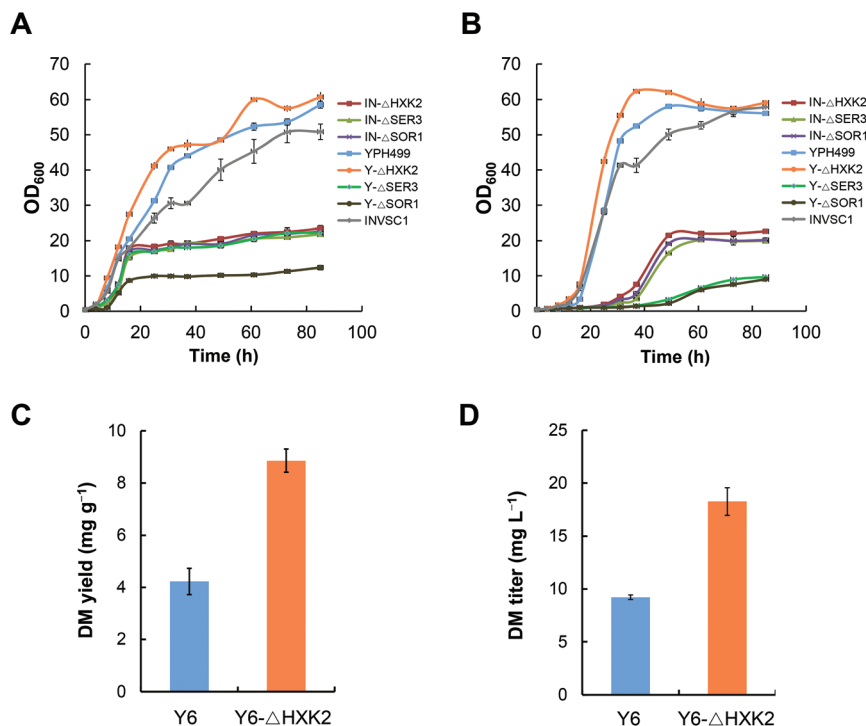 A
OD600
70
60
50
40
30
20
10
0
0 20 40 60 80 100
Time (h)
IN-△HXK2
IN-△SER3
IN-△SOR1
YPH499
Y-△HXK2
Y-△SER3
Y-△SOR1
INVSC1
B
OD600
70
60
50
40
30
20
10
0
0 20 40 60 80 100
Time (h)
IN-△HXK2
IN-△SER3
IN-△SOR1
YPH499
Y-△HXK2
Y-△SER3
Y-△SOR1
INVSC1
C
DM yield (mg g⁻¹)
10
8
6
4
2
0
Y6 Y6-△HXK2
D
DM titer (mg L⁻¹)
25
20
15
10
5
0
Y6 Y6-△HXK2